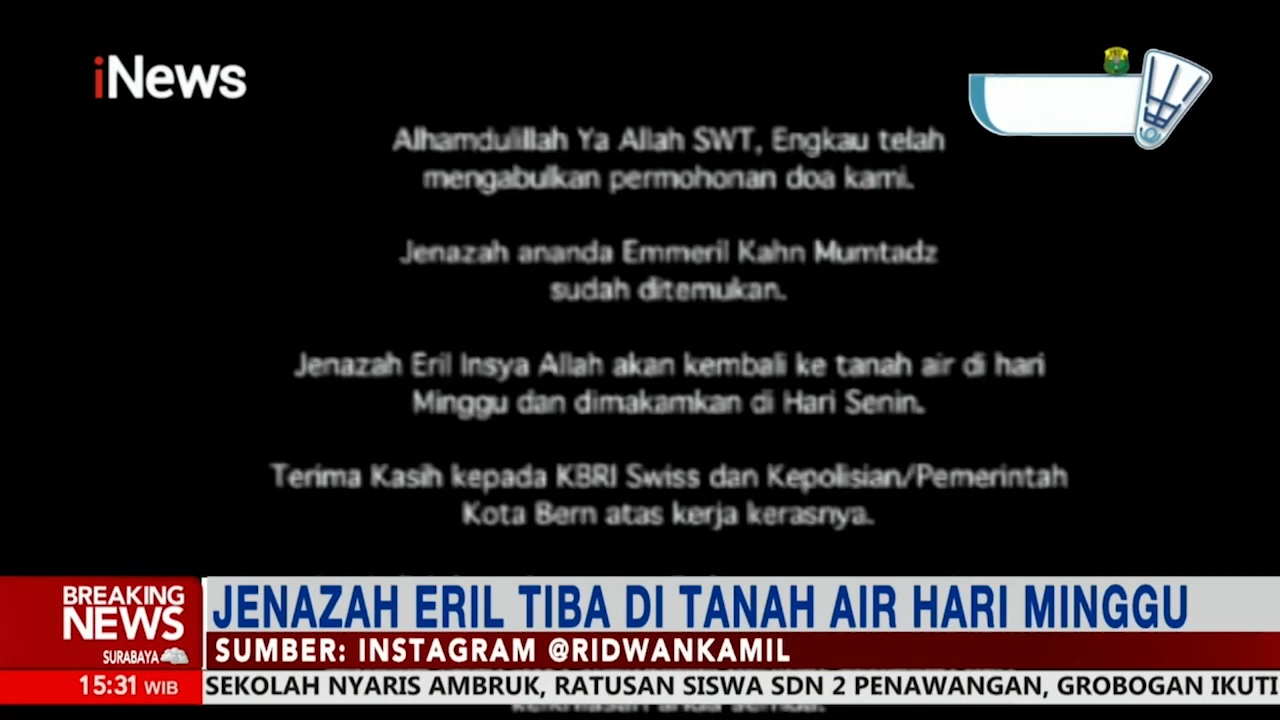 iNews
Alhamdulillah Ya Allah SWT, Engkau telah
mengabulkan permohonan doa kami.
Jenazah ananda Emmeril Kahn Mumtadz
sudah ditemukan.
Jenazah Eril Insya Allah akan kembali ke tanah air di hari
Minggu dan dimakamkan di Hari Senin.
Terima Kasih kepada KBRI Swiss dan Kepolisian/Pemerintah
Kota Bern atas kerja kerasnya.
BREAKING
NEWS
JENAZAH ERIL TIBA DI TANAH AIR HARI MINGGU
SURABAYA
SUMBER: INSTAGRAM @RIDWANKAMIL
15:31 WIB
SEKOLAH NYARIS AMBRUK, RATUSAN SISWA SDN 2 PENAWANGAN, GROBOGAN IKUTI